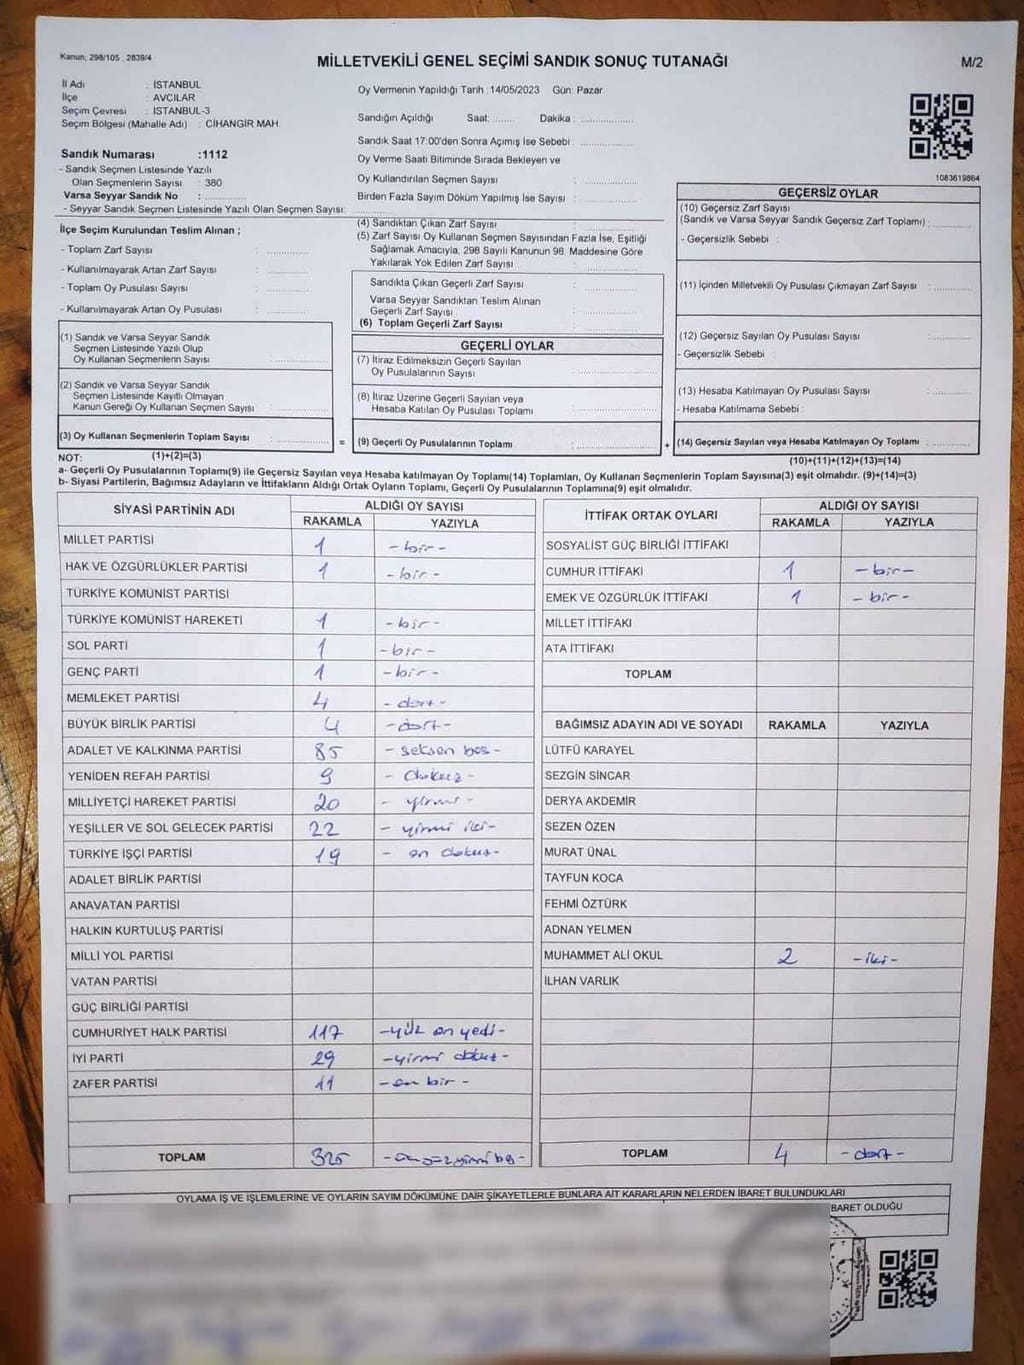 Kanun; 298/105 , 2839/4
MİLLETVEKİLİ GENEL SEÇİMİ SANDIK SONUÇ TUTANAĞI
M/2
İl Adı : İSTANBUL
İlçe : AVCILAR
Seçim Çevresi : İSTANBUL-3
Seçim Bölgesi (Mahalle Adı) : CİHANGİR MAH.
Sandık Numarası :1112
- Sandık Seçmen Listesinde Yazılı
Olan Seçmenlerin Sayısı : 380
Varsa Seyyar Sandık No :
- Seyyar Sandık Seçmen Listesinde Yazılı Olan Seçmen Sayısı:
Oy Vermenin Yapıldığı Tarih : 14/05/2023 Gün: Pazar
Sandığın Açıldığı Saat: ........ Dakika : ..................
Sandık Saat 17:00'den Sonra Açımış İse Sebebi : ..................
Oy Verme Saati Bitiminde Sırada Bekleyen ve
Oy Kullandırılan Seçmen Sayısı : ..................
Birden Fazla Sayım Döküm Yapılmış İse Sayısı : ..................
1083619864
İlçe Seçim Kurulundan Teslim Alınan ;
- Toplam Zarf Sayısı : ..............
- Kullanılmayarak Artan Zarf Sayısı : ..............
- Toplam Oy Pusulası Sayısı : ..............
- Kullanılmayarak Artan Oy Pusulası : ..............
(1) Sandık ve Varsa Seyyar Sandık
Seçmen Listesinde Yazılı Olup
Oy Kullanan Seçmenlerin Sayısı : ..................
(2) Sandık ve Varsa Seyyar Sandık
Seçmen Listesinde Kayıtlı Olmayan
Kanun Gereği Oy Kullanan Seçmen Sayısı : ..................
(3) Oy Kullanan Seçmenlerin Toplam Sayısı : ..................
(4) Sandıktan Çıkan Zarf Sayısı : ..................
(5) Zarf Sayısı Oy Kullanan Seçmen Sayısından Fazla İse, Eşitliği
Sağlamak Amacıyla, 298 Sayılı Kanunun 98. Maddesine Göre
Yakılarak Yok Edilen Zarf Sayısı : ..................
Sandıkta Çıkan Geçerli Zarf Sayısı : ..................
Varsa Seyyar Sandıktan Teslim Alınan
Geçerli Zarf Sayısı : ..................
(6) Toplam Geçerli Zarf Sayısı : ..................
GEÇERLİ OYLAR
(7) İtiraz Edilmeksizin Geçerli Sayılan
Oy Pusulalarının Sayısı : ..................
(8) İtiraz Üzerine Geçerli Sayılan veya
Hesaba Katılan Oy Pusulası Toplamı : ..................
= (9) Geçerli Oy Pusulalarının Toplamı : ..................
GEÇERSİZ OYLAR
(10) Geçersiz Zarf Sayısı
(Sandık ve Varsa Seyyar Sandık Geçersiz Zarf Toplamı) : ..............
- Geçersizlik Sebebi :
(11) İçinden Milletvekili Oy Pusulası Çıkmayan Zarf Sayısı : ..............
(12) Geçersiz Sayılan Oy Pusulası Sayısı : ..............
- Geçersizlik Sebebi :
(13) Hesaba Katılmayan Oy Pusulası Sayısı : ..............
- Hesaba Katılmama Sebebi :
+ (14) Geçersiz Sayılan veya Hesaba Katılmayan Oy Toplamı : ..............
NOT: (1)+(2)=(3) (10)+(11)+(12)+(13)=(14)
a- Geçerli Oy Pusulalarının Toplamı(9) ile Geçersiz Sayılan veya Hesaba katılmayan Oy Toplamı(14) Toplamları, Oy Kullanan Seçmenlerin Toplam Sayısına(3) eşit olmalıdır. (9)+(14)=(3)
b- Siyasi Partilerin, Bağımsız Adayların ve İttifakların Aldığı Ortak Oyların Toplamı, Geçerli Oy Pusulalarının Toplamına(9) eşit olmalıdır.
SİYASİ PARTİNİN ADI ALDIĞI OY SAYISI
RAKAMLA YAZIYLA
MİLLET PARTİSİ 1 -bir-
HAK VE ÖZGÜRLÜKLER PARTİSİ 1 -bir-
TÜRKİYE KOMÜNİST PARTİSİ
TÜRKİYE KOMÜNİST HAREKETİ 1 -bir-
SOL PARTİ 1 -bir-
GENÇ PARTİ 1 -bir-
MEMLEKET PARTİSİ 4 -dört-
BÜYÜK BİRLİK PARTİSİ 4 -dört-
ADALET VE KALKINMA PARTİSİ 85 -seksen beş-
YENİDEN REFAH PARTİSİ 9 -dokuz-
MİLLİYETÇİ HAREKET PARTİSİ 20 -yirmi-
YEŞİLLER VE SOL GELECEK PARTİSİ 22 -yirmi iki-
TÜRKİYE İŞÇİ PARTİSİ 19 -on dokuz-
ADALET BİRLİK PARTİSİ
ANAVATAN PARTİSİ
HALKIN KURTULUŞ PARTİSİ
MİLLİ YOL PARTİSİ
VATAN PARTİSİ
GÜÇ BİRLİĞİ PARTİSİ
CUMHURİYET HALK PARTİSİ 117 -yüz on yedi-
İYİ PARTİ 29 -yirmi dokuz-
ZAFER PARTİSİ 11 -on bir-
TOPLAM 325
İTTİFAK ORTAK OYLARI ALDIĞI OY SAYISI
RAKAMLA YAZIYLA
SOSYALİST GÜÇ BİRLİĞİ İTTİFAKI
CUMHUR İTTİFAKI 1 -bir-
EMEK VE ÖZGÜRLÜK İTTİFAKI 1 -bir-
MİLLET İTTİFAKI
ATA İTTİFAKI
TOPLAM
BAĞIMSIZ ADAYIN ADI VE SOYADI RAKAMLA YAZIYLA
LÜTFÜ KARAYEL
SEZGİN SİNCAR
DERYA AKDEMİR
SEZEN ÖZEN
MURAT ÜNAL
TAYFUN KOCA
FEHMİ ÖZTÜRK
ADNAN YELMEN
MUHAMMET ALİ OKUL 2 -iki-
İLHAN VARLIK
TOPLAM 4 -dört-
OYLAMA İŞ VE İŞLEMLERİNE VE OYLARIN SAYIM DÖKÜMÜNE DAİR ŞİKAYETLERLE BUNLARA AİT KARARLARIN NELERDEN İBARET BULUNDUKLARI
BARET OLDUĞU